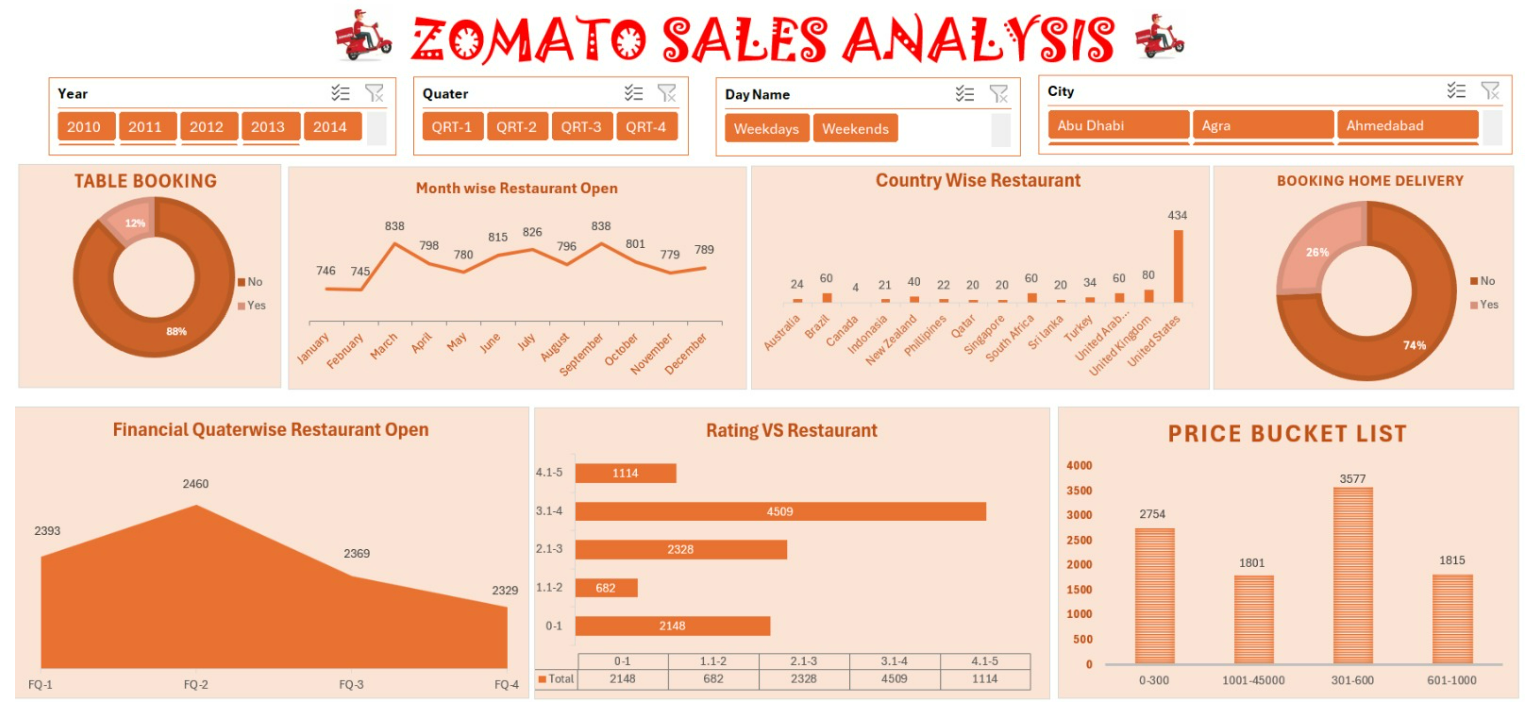 ZOMATO SALES ANALYSIS
Year
2010 2011 2012 2013 2014
Quater
QRT-1 QRT-2 QRT-3 QRT-4
Day Name
Weekdays Weekends
City
Abu Dhabi Agra Ahmedabad
TABLE BOOKING
12%
88%
No
Yes
Month wise Restaurant Open
746 745 838 798 780 815 826 796 838 801 779 789
January February March April May June July August September October November December
Country Wise Restaurant
24 60 4 21 40 22 20 20 60 20 34 60 80 434
Australia Brazil Canada Indonasia New Zealand Phillipines Qatar Singapore South Africa Sri lanka Turkey United Arab... United Kingdom United States
BOOKING HOME DELIVERY
26%
74%
No
Yes
Financial Quaterwise Restaurant Open
2393 2460 2369 2329
FQ-1 FQ-2 FQ-3 FQ-4
Rating VS Restaurant
4.1-5 1114
3.1-4 4509
2.1-3 2328
1.1-2 682
0-1 2148
0-1 1.1-2 2.1-3 3.1-4 4.1-5
Total 2148 682 2328 4509 1114
PRICE BUCKET LIST
4000
3500
3000
2500
2000
1500
1000
500
0
2754 1801 3577 1815
0-300 1001-45000 301-600 601-1000